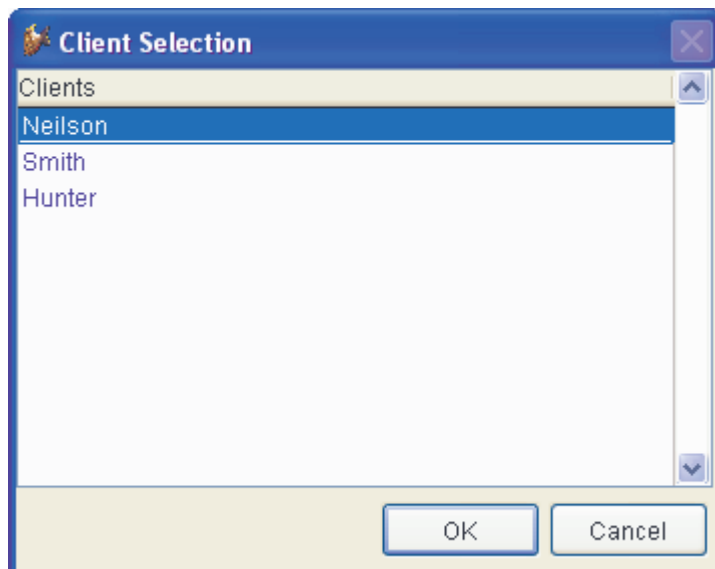 Client Selection
Clients
Neilson
Smith
Hunter
OK Cancel